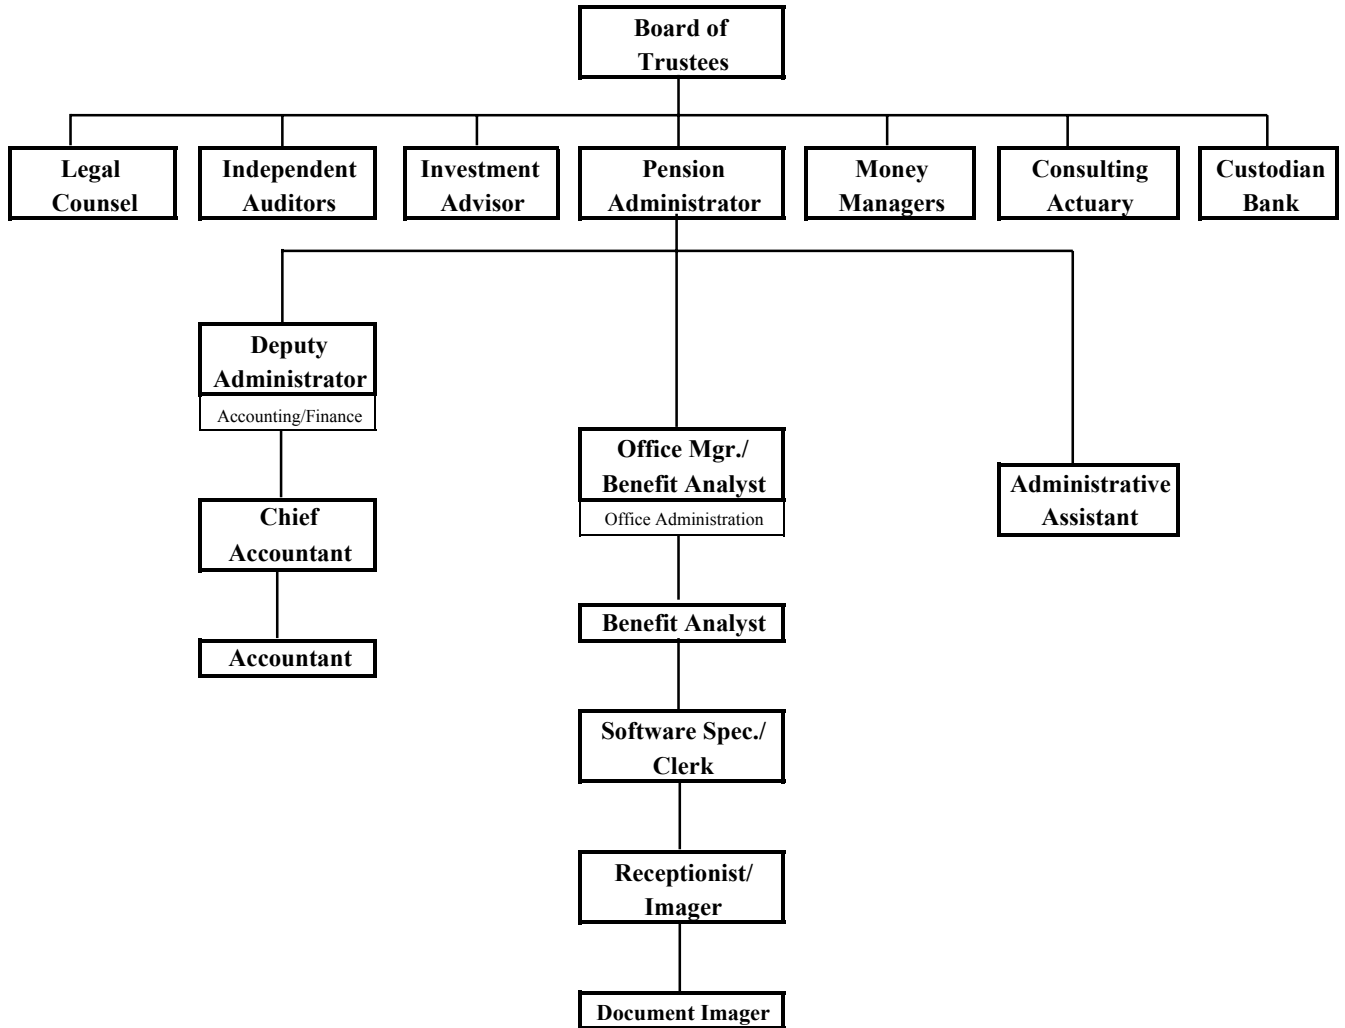 Board of
Trustees
Legal
Counsel
Independent
Auditors
Investment
Advisor
Pension
Administrator
Money
Managers
Consulting
Actuary
Custodian
Bank
Deputy
Administrator
Accounting/Finance
Office Mgr./
Benefit Analyst
Office Administration
Administrative
Assistant
Chief
Accountant
Benefit Analyst
Accountant
Software Spec./
Clerk
Receptionist/
Imager
Document Imager